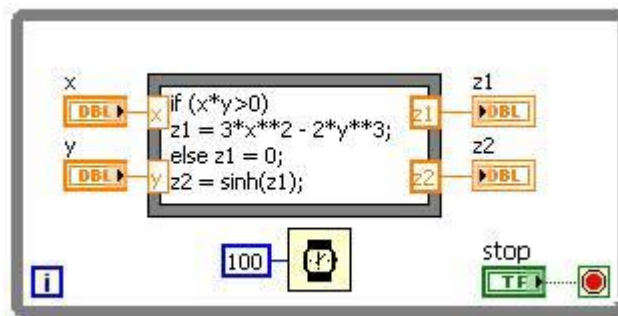 x
DBL
y
DBL
x
y
if (x*y>0)
z1 = 3*x**2 - 2*y**3;
else z1 = 0;
z2 = sinh(z1);
z1
z2
z1
DBL
z2
DBL
100
i
stop
TF